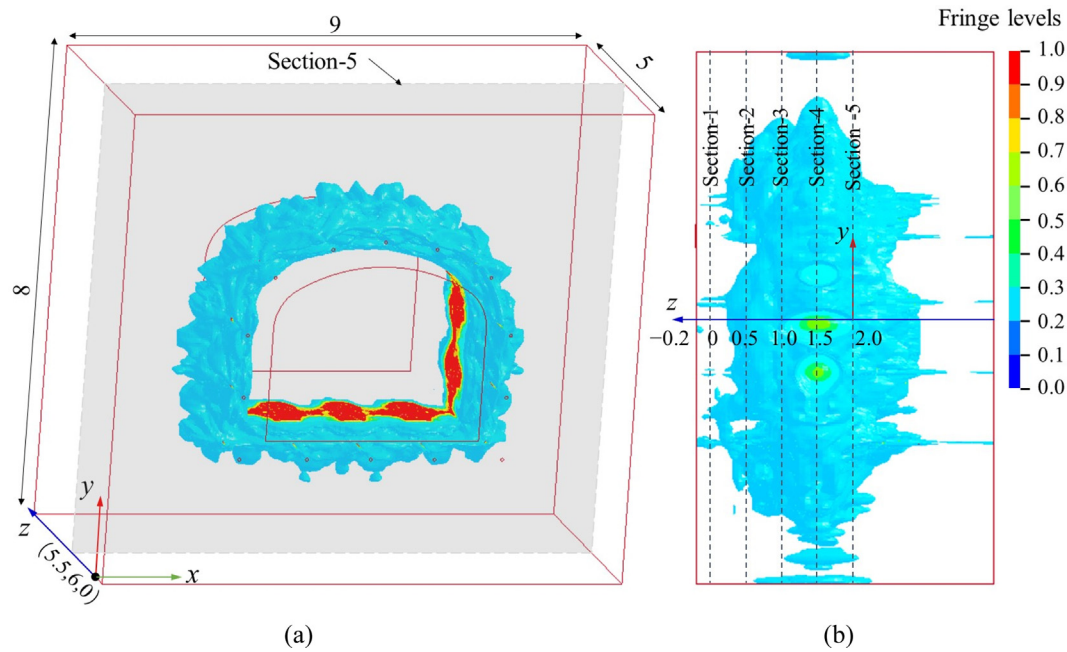 9
Section-5
5
8
y
z
x
(5.5,6,0)
(a)
Fringe levels
1.0
0.9
0.8
0.7
0.6
0.5
0.4
0.3
0.2
0.1
0.0
Section-1
Section-2
Section-3
Section-4
Section -5
y
z
−0.2 0 0.5 1.0 1.5 2.0
(b)